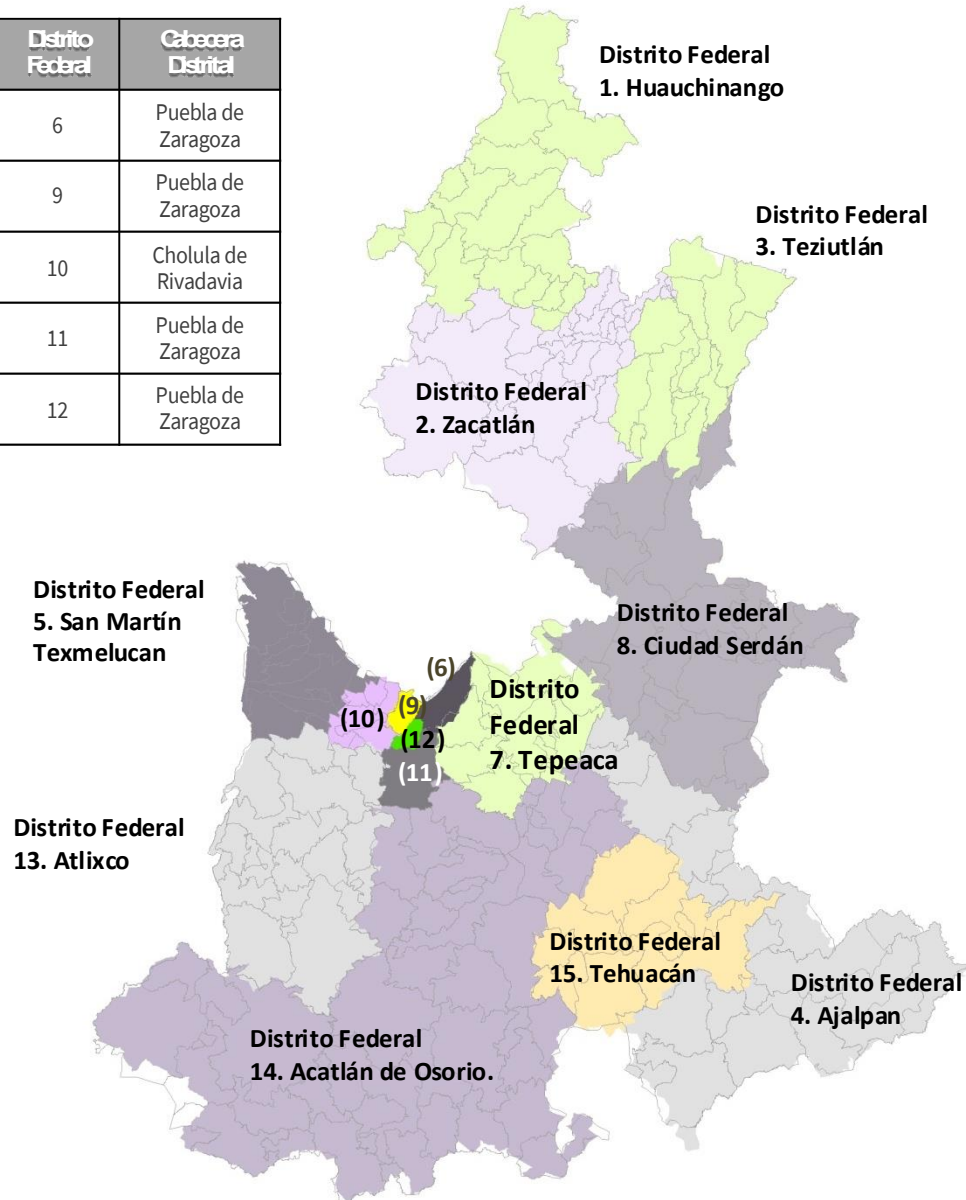 Distrito Federal
Cabecera Distrital
6
Puebla de Zaragoza
9
Puebla de Zaragoza
10
Cholula de Rivadavia
11
Puebla de Zaragoza
12
Puebla de Zaragoza
Distrito Federal
1. Huauchinango
Distrito Federal
3. Teziutlán
Distrito Federal
2. Zacatlán
Distrito Federal
5. San Martín
Texmelucan
Distrito Federal
8. Ciudad Serdán
(6)
(9)
(10)
(12)
(11)
Distrito
Federal
7. Tepeaca
Distrito Federal
13. Atlixco
Distrito Federal
15. Tehuacán
Distrito Federal
4. Ajalpan
Distrito Federal
14. Acatlán de Osorio.